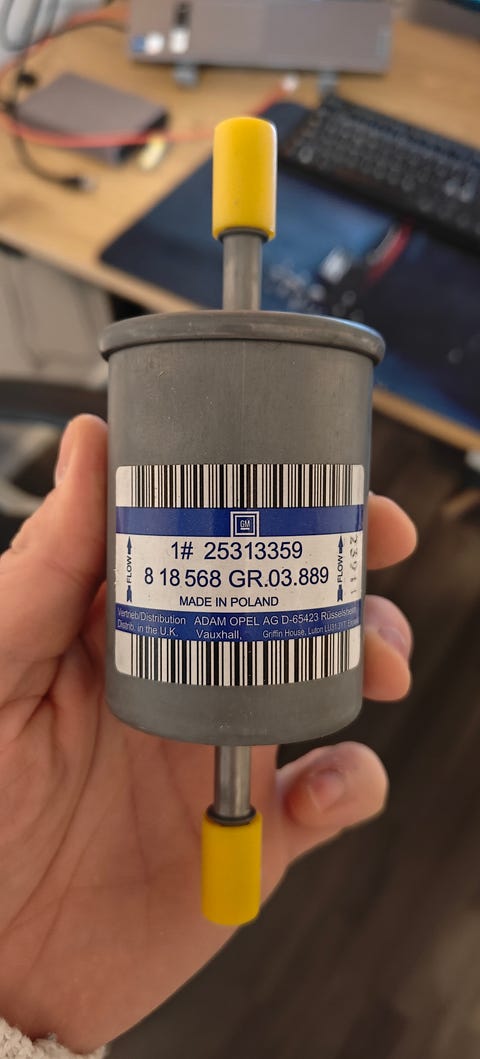 GM
1# 25313359
8 18 568 GR.03.889
MADE IN POLAND
FLOW
FLOW
Vertrieb/Distribution ADAM OPEL AG D-65423 Rüsselsheim
Distrib. in the U.K. Vauxhall, Griffin House, Luton